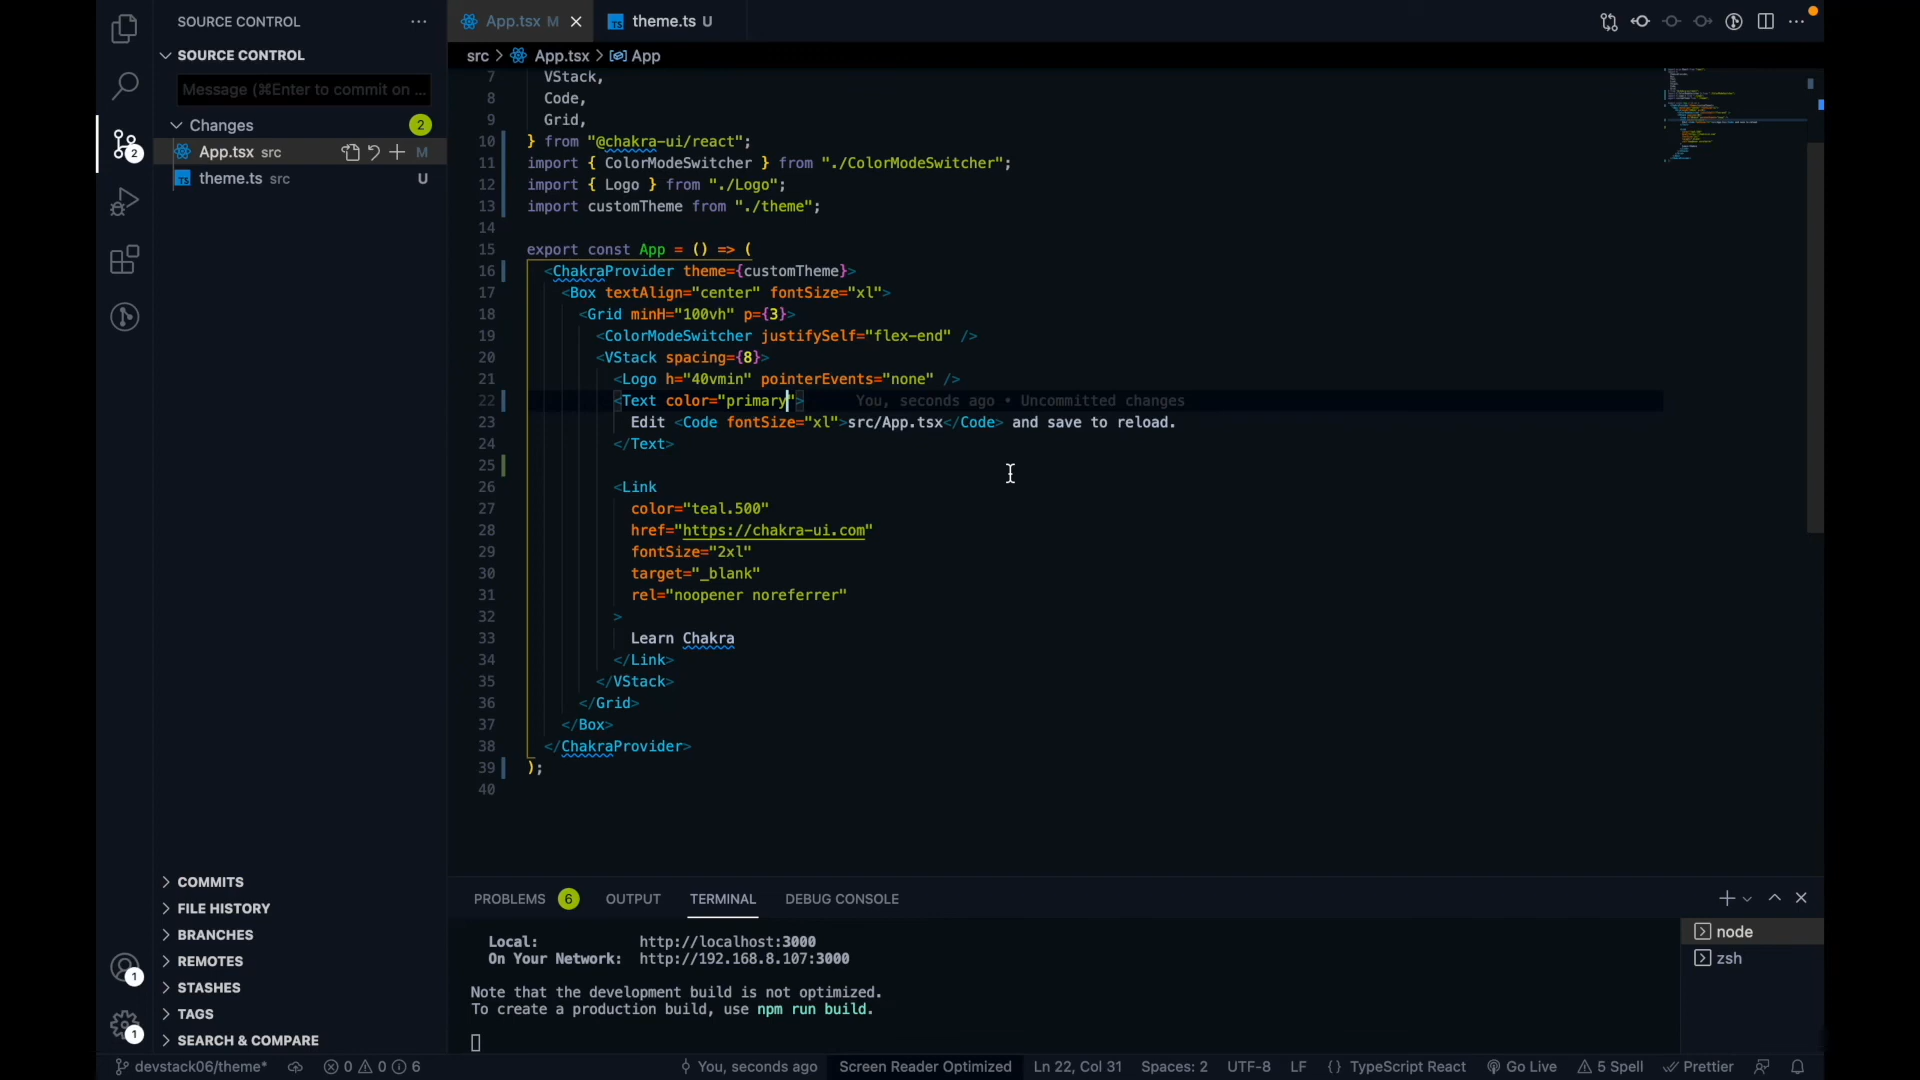 SOURCE CONTROL
SOURCE CONTROL
Message (⌘Enter to commit on ...
Changes
2
App.tsx src
M
theme.ts src
U
2
COMMITS
FILE HISTORY
BRANCHES
REMOTES
STASHES
TAGS
SEARCH & COMPARE
1
1
App.tsx M
TS theme.ts U
src > App.tsx > App
7 VStack,
8 Code,
9 Grid,
10 } from "@chakra-ui/react";
11 import { ColorModeSwitcher } from "./ColorModeSwitcher";
12 import { Logo } from "./Logo";
13 import customTheme from "./theme";
14
15 export const App = () => (
16 <ChakraProvider theme={customTheme}>
17 <Box textAlign="center" fontSize="xl">
18 <Grid minH="100vh" p={3}>
19 <ColorModeSwitcher justifySelf="flex-end" />
20 <VStack spacing={8}>
21 <Logo h="40vmin" pointerEvents="none" />
22 <Text color="primary"> You, seconds ago • Uncommitted changes
23 Edit <Code fontSize="xl">src/App.tsx</Code> and save to reload.
24 </Text>
25
26 <Link
27 color="teal.500"
28 href="https://chakra-ui.com"
29 fontSize="2xl"
30 target="_blank"
31 rel="noopener noreferrer"
32 >
33 Learn Chakra
34 </Link>
35 </VStack>
36 </Grid>
37 </Box>
38 </ChakraProvider>
39 );
40
PROBLEMS 6 OUTPUT TERMINAL DEBUG CONSOLE
Local: http://localhost:3000
On Your Network: http://192.168.8.107:3000
Note that the development build is not optimized.
To create a production build, use npm run build.
node
zsh
devstack06/theme* 0 0 6 You, seconds ago Screen Reader Optimized Ln 22, Col 31 Spaces: 2 UTF-8 LF {} TypeScript React Go Live 5 Spell Prettier